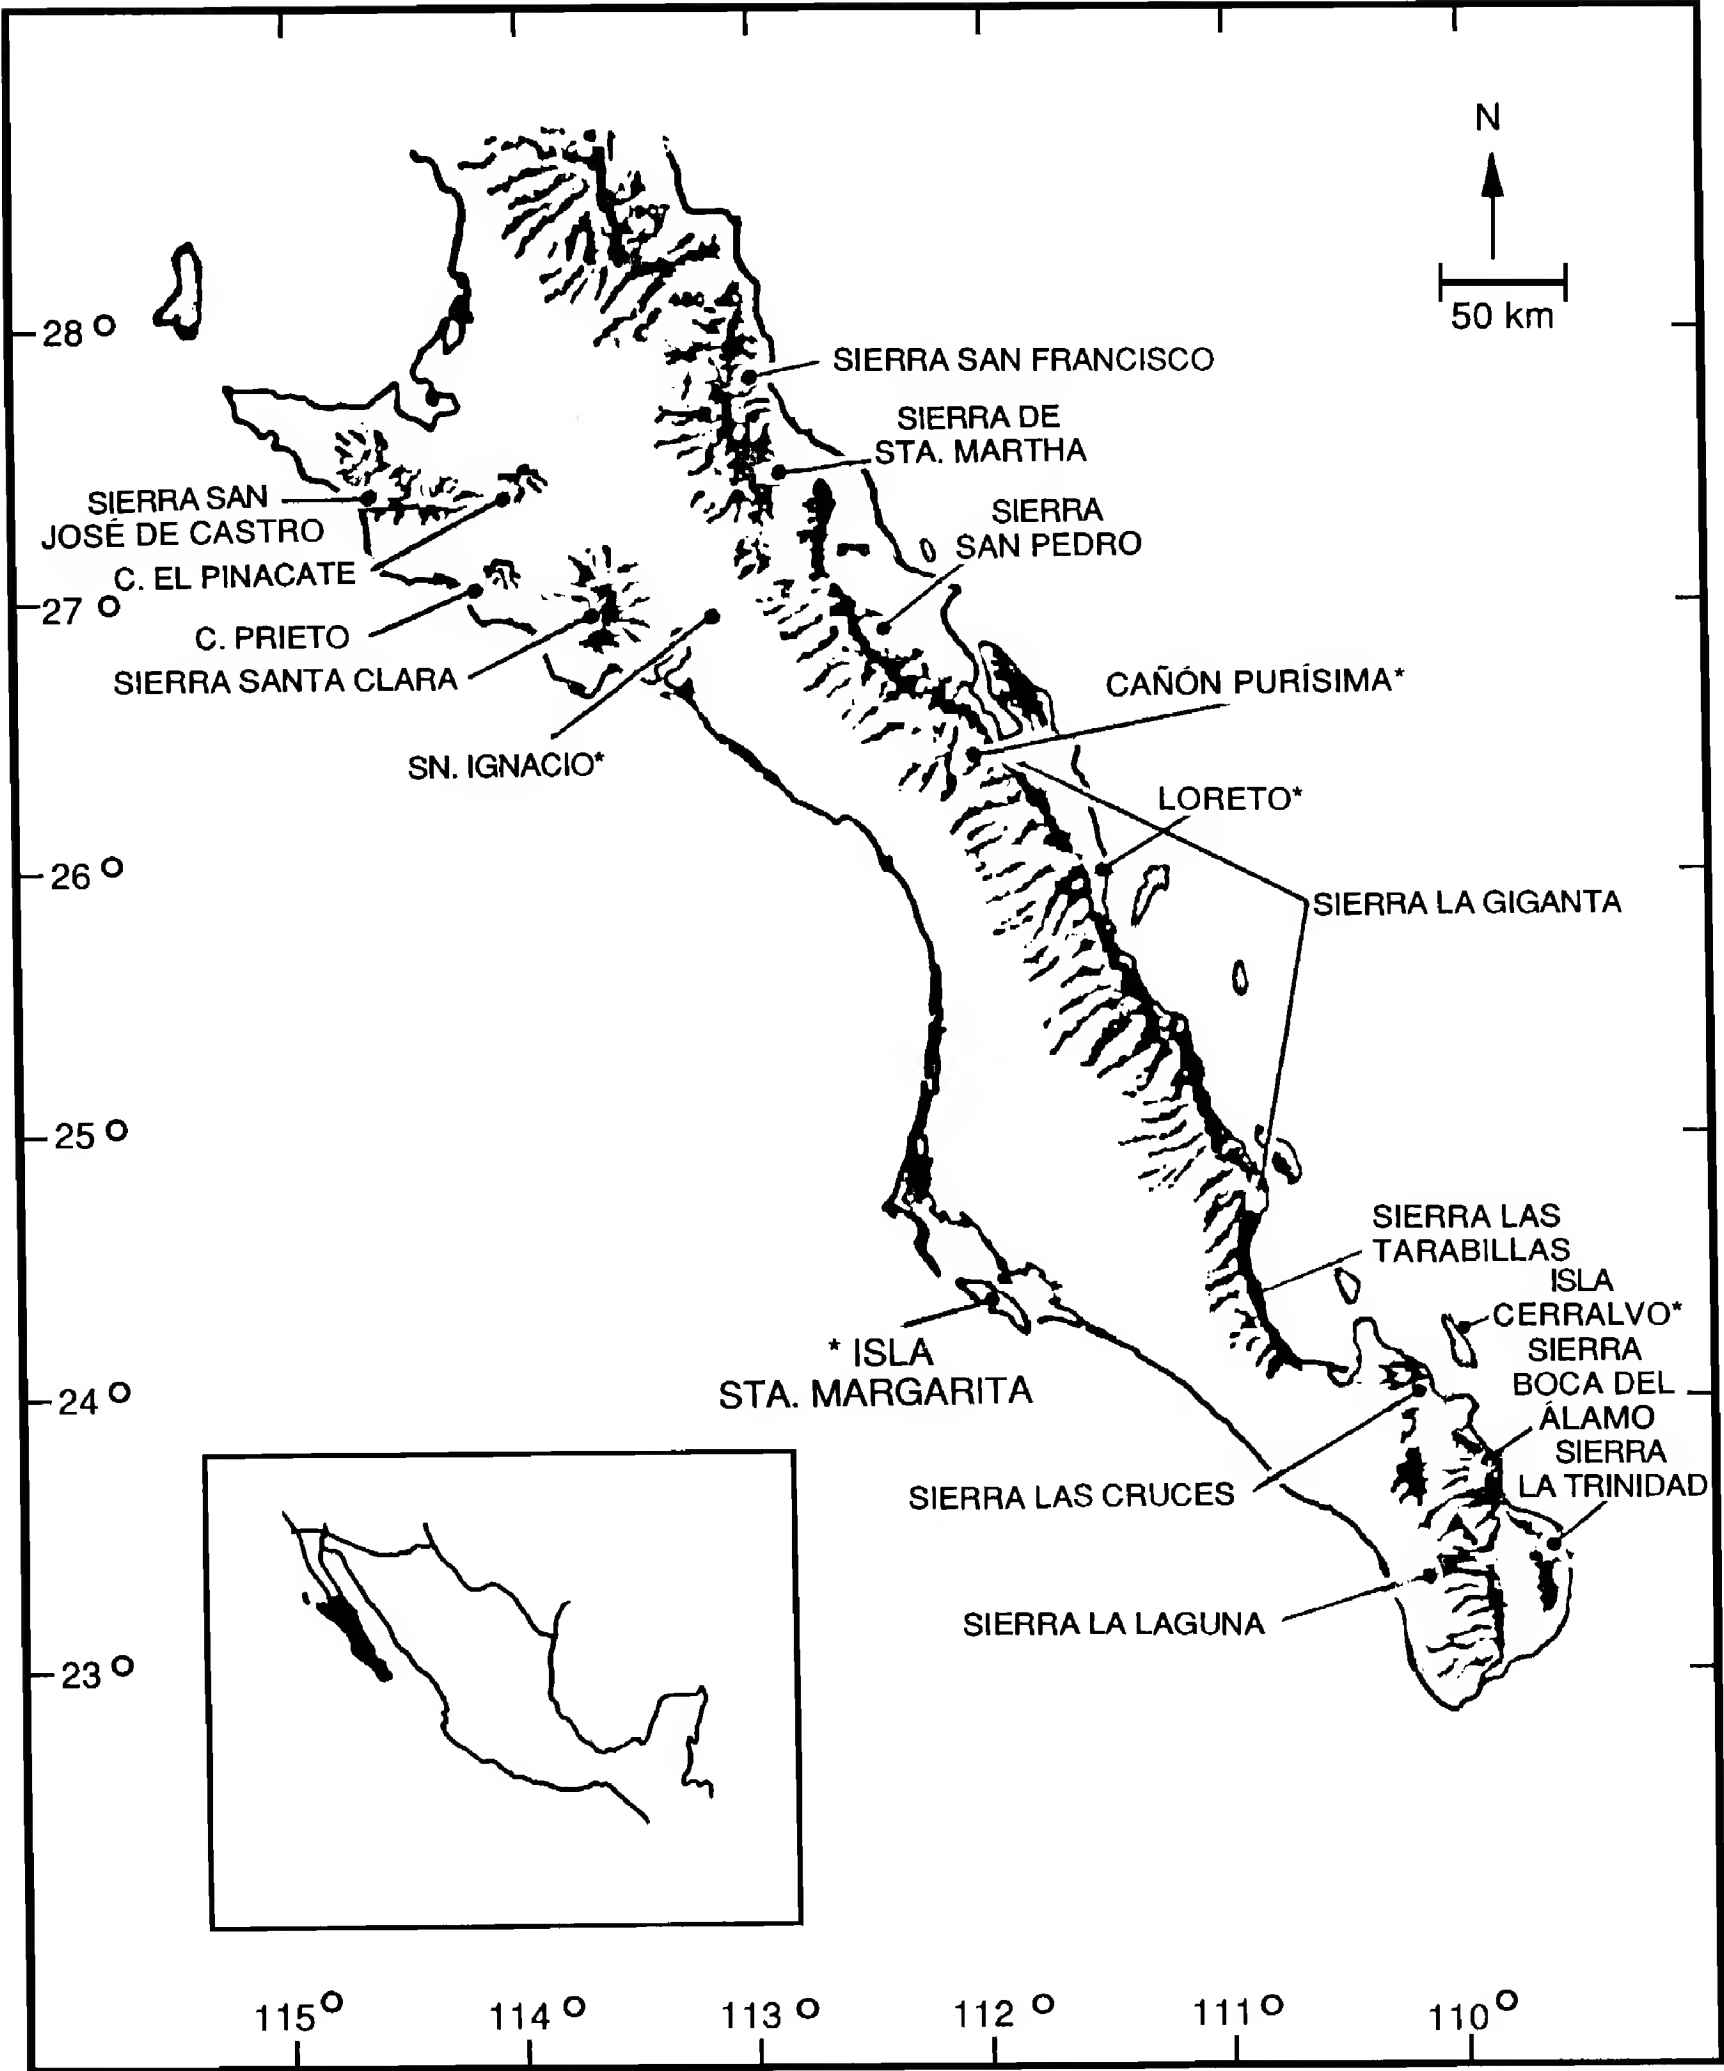 N
50 km
28°
SIERRA SAN FRANCISCO
SIERRA DE
STA. MARTHA
SIERRA SAN
JOSÉ DE CASTRO
SIERRA
SAN PEDRO
C. EL PINACATE
27°
C. PRIETO
SIERRA SANTA CLARA
CAÑÓN PURÍSIMA*
SN. IGNACIO*
LORETO*
26°
SIERRA LA GIGANTA
25°
SIERRA LAS
TARABILLAS
ISLA
CERRALVO*
* ISLA
STA. MARGARITA
SIERRA
BOCA DEL
ÁLAMO
24°
SIERRA
LA TRINIDAD
SIERRA LAS CRUCES
SIERRA LA LAGUNA
23°
115° 114° 113° 112° 111° 110°